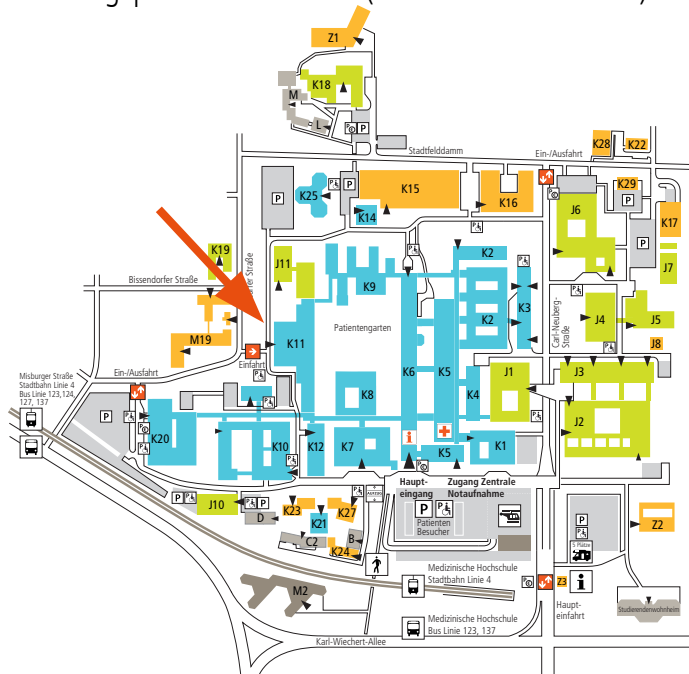 Z1
K18
M
L
P
Stadtfelddamm
Ein-/Ausfahrt
K28
K22
K29
K17
K25
P
P
K14
K15
K16
J6
P
J7
K19
J11
K9
K2
K2
K3
Bissendorfer Straße
Patientengarten
Carl-Neuberg-
Straße
J4
J5
J8
M19
K11
K6
K5
K8
K4
J1
J3
J2
Einfahrt
Ein-/Ausfahrt
Misburger Straße
Stadtbahn Linie 4
Bus Linie 123,124,
127, 137
P
K20
K10
K12
K7
K5
K1
i
Haupt-
eingang
Zugang Zentrale
Notaufnahme
P
Patienten
Besucher
P
J10
D
P
K23
K21
K27
C2
B
K24
AUFZUG
P
5 Plätze
Z2
Z3
i
Haupt-
einfahrt
Studierendenwohnheim
M2
Medizinische Hochschule
Stadtbahn Linie 4
Medizinische Hochschule
Bus Linie 123, 137
Karl-Wiechert-Allee